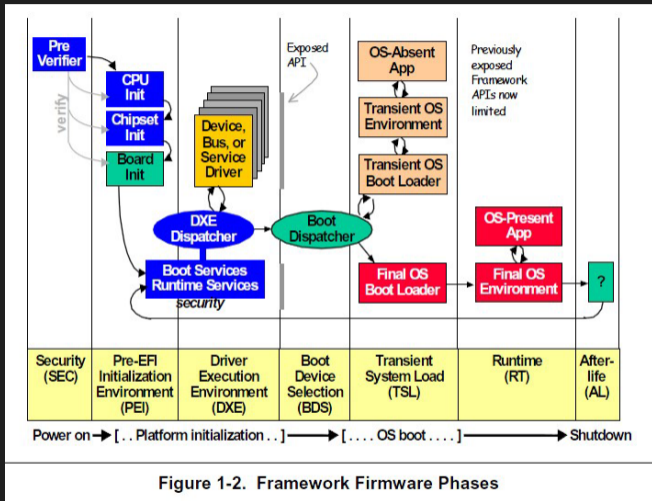 Pre
Verifier
verify
CPU
Init
Chipset
Init
Board
Init
Device,
Bus, or
Service
Driver
DXE
Dispatcher
Boot Services
Runtime Services
security
Exposed
API
Boot
Dispatcher
OS-Absent
App
Transient OS
Environment
Transient OS
Boot Loader
Final OS
Boot Loader
Previously
exposed
Framework
APIs now
limited
OS-Present
App
Final OS
Environment
?
Security
(SEC)
Pre-EFI
Initialization
Environment
(PEI)
Driver
Execution
Environment
(DXE)
Boot
Device
Selection
(BDS)
Transient
System Load
(TSL)
Runtime
(RT)
After-
life
(AL)
Power on [ . . Platform initialization . . ] [ . . . . OS boot . . . . ] Shutdown
Figure 1-2. Framework Firmware Phases